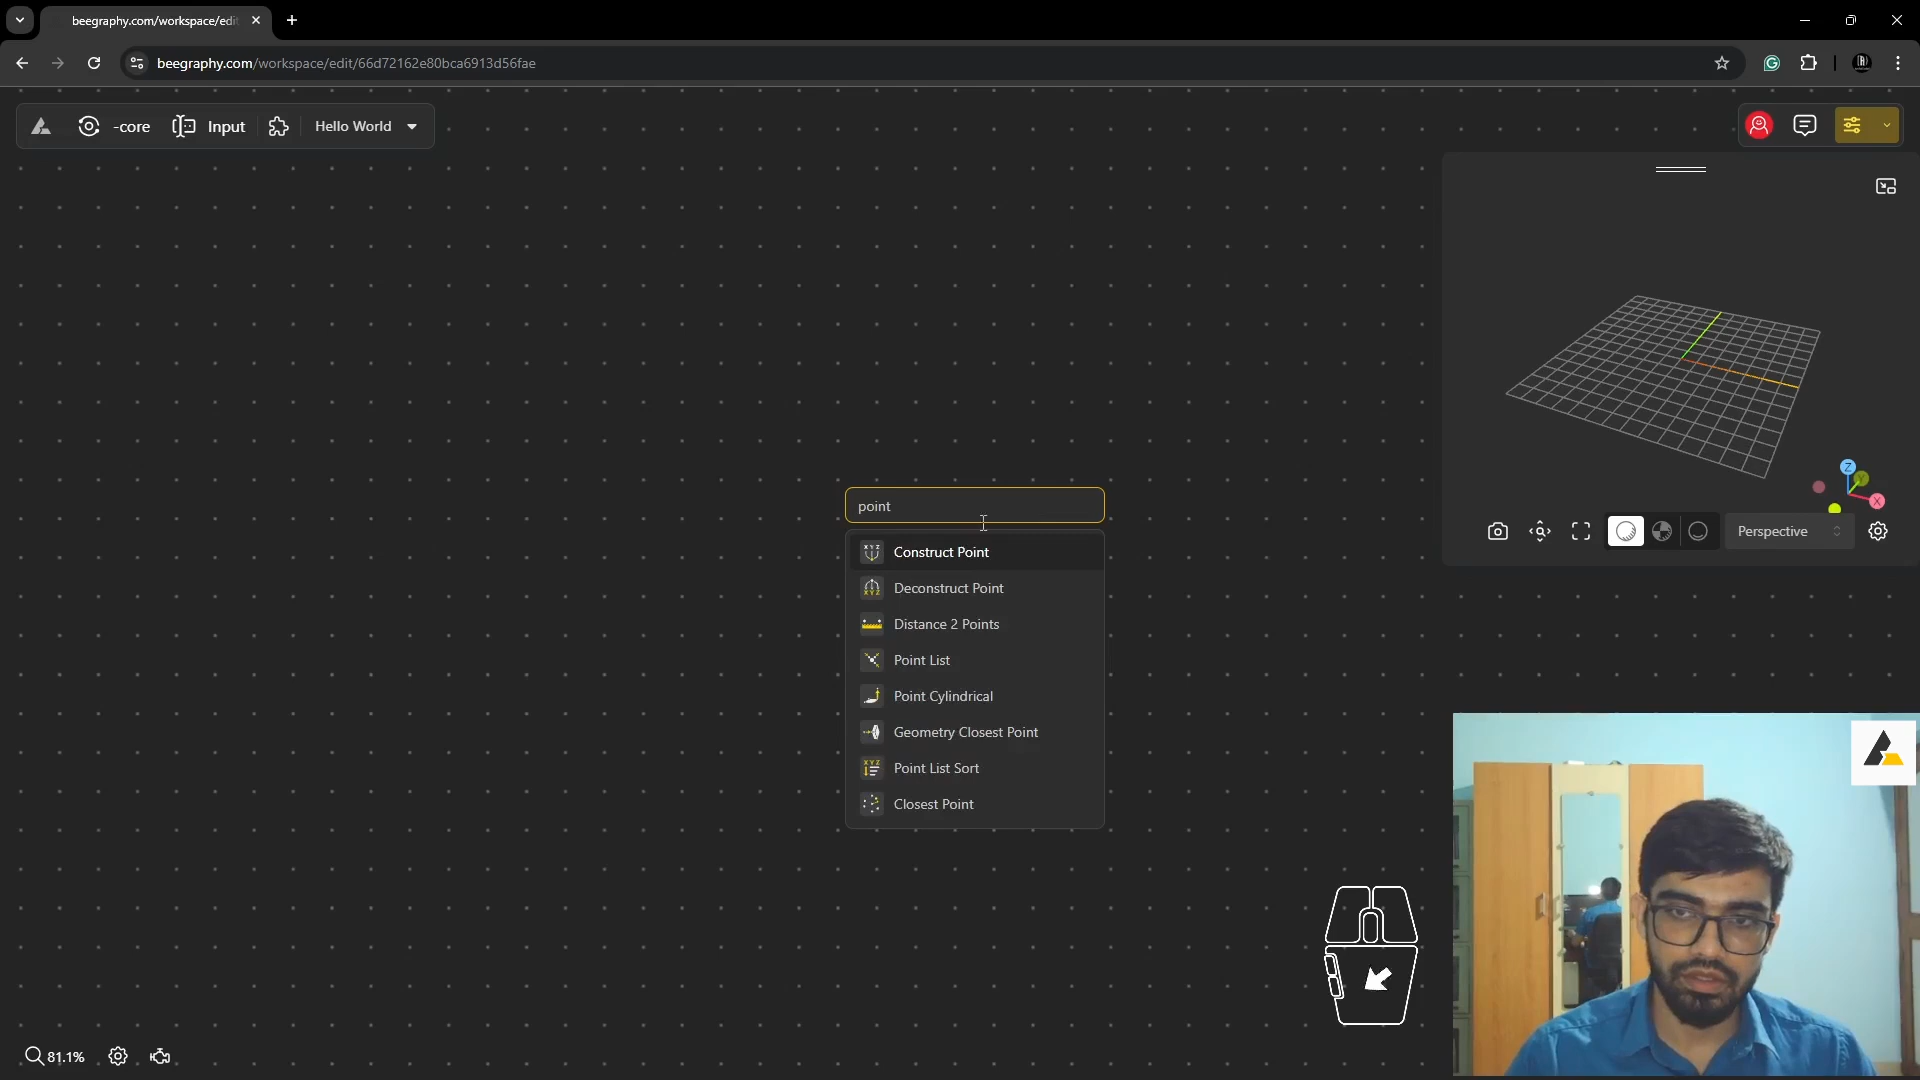 beegraphy.com/workspace/edi
beegraphy.com/workspace/edit/66d72162e80bca6913d56fae
-core
Input
Hello World
point
Construct Point
Deconstruct Point
Distance 2 Points
Point List
Point Cylindrical
Geometry Closest Point
Point List Sort
Closest Point
Z
X
Perspective
81.1%